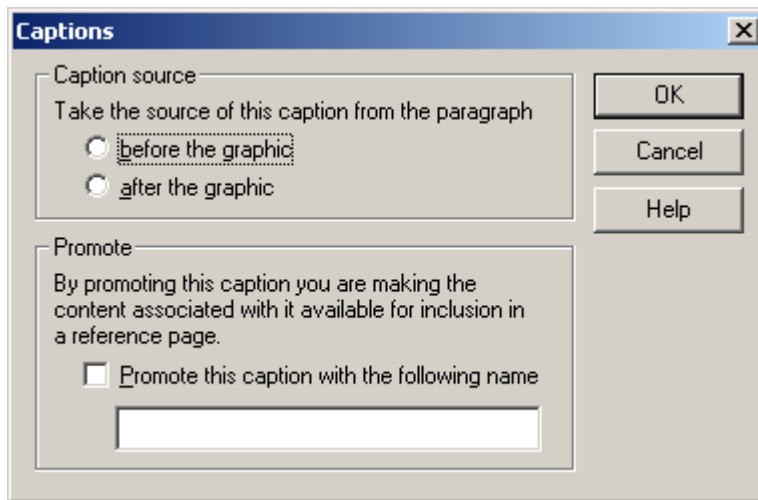 Captions
Caption source
Take the source of this caption from the paragraph
before the graphic
after the graphic
OK
Cancel
Help
Promote
By promoting this caption you are making the
content associated with it available for inclusion in
a reference page.
Promote this caption with the following name